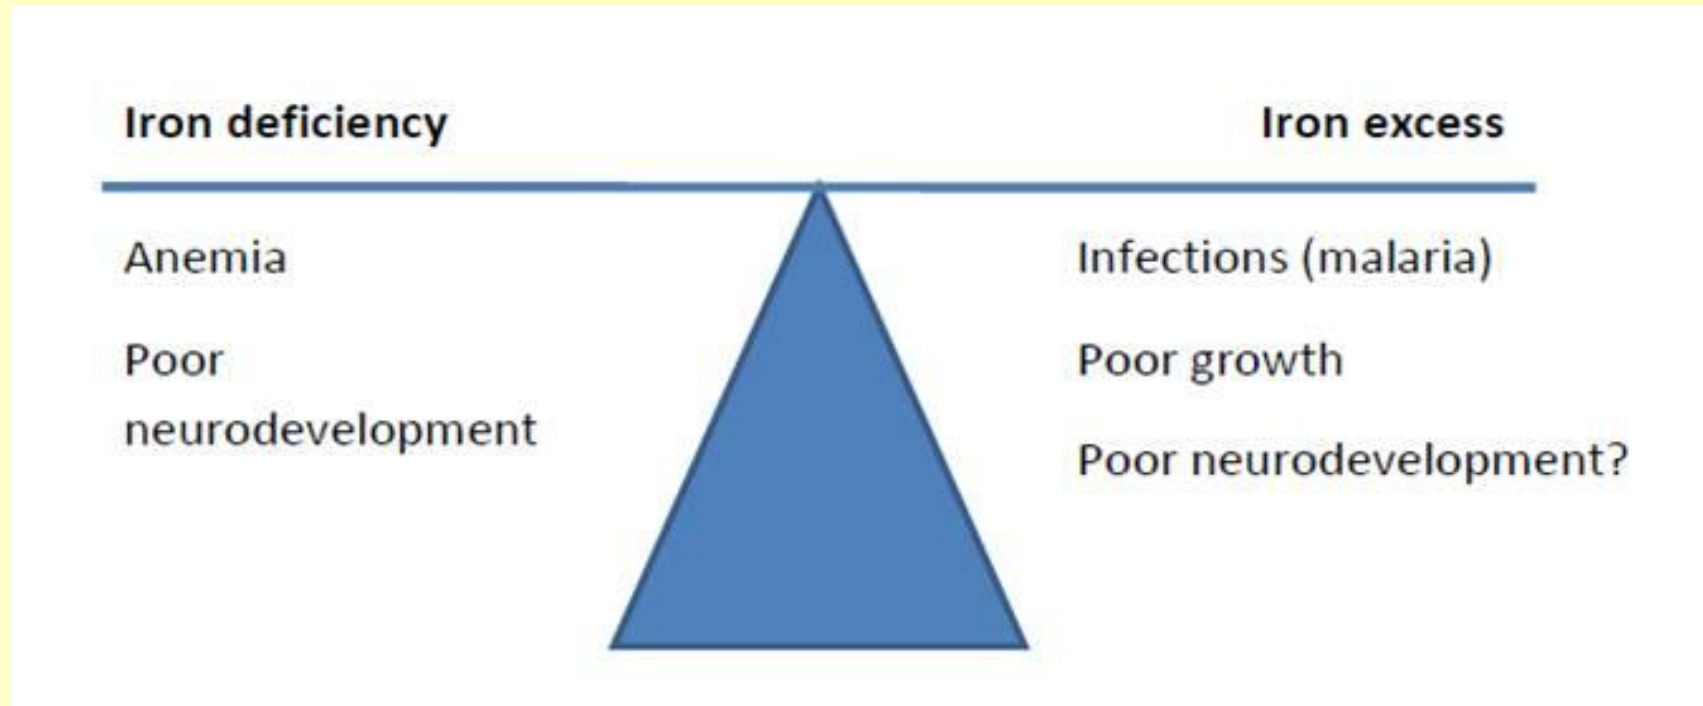 Iron deficiency
Iron excess
Anemia
Poor
neurodevelopment
Infections (malaria)
Poor growth
Poor neurodevelopment?